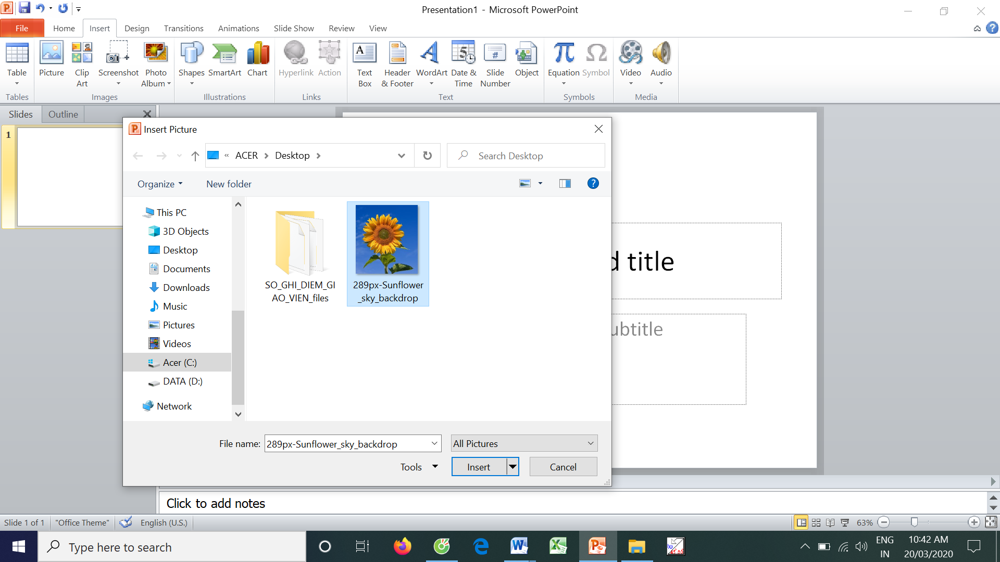 Presentation1 - Microsoft PowerPoint
File Home Insert Design Transitions Animations Slide Show Review View
Table Picture Clip Art Screenshot Photo Album Shapes SmartArt Chart Hyperlink Action Text Box Header & Footer WordArt Date & Time Slide Number Object Equation Symbol Video Audio
Tables Images Illustrations Links Text Symbols Media
Slides Outline
1
Insert Picture
« ACER Desktop
Search Desktop
Organize New folder
This PC
3D Objects
Desktop
Documents
Downloads
Music
Pictures
Videos
Acer (C:)
DATA (D:)
Network
SO_GHI_DIEM_GI
AO_VIEN_files
289px-Sunflower
_sky_backdrop
d title
ubtitle
File name: 289px-Sunflower_sky_backdrop All Pictures
Tools Insert Cancel
Click to add notes
Slide 1 of 1 "Office Theme" English (U.S.) 63%
Type here to search
ENG
IN
10:42 AM
20/03/2020